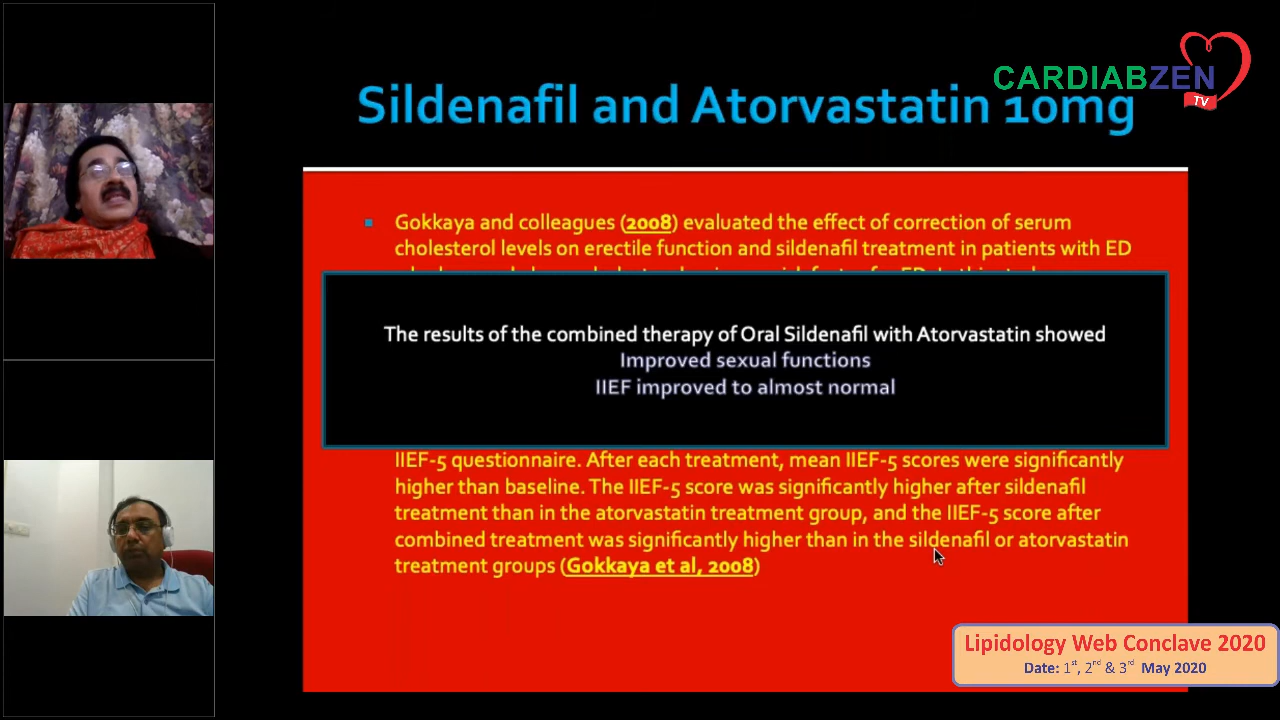 CARDIABZEN
TV
Sildenafil and Atorvastatin 10mg
Gokkaya and colleagues (2008) evaluated the effect of correction of serum
cholesterol levels on erectile function and sildenafil treatment in patients with ED
The results of the combined therapy of Oral Sildenafil with Atorvastatin showed
Improved sexual functions
IIEF improved to almost normal
IIEF-5 questionnaire. After each treatment, mean IIEF-5 scores were significantly
higher than baseline. The IIEF-5 score was significantly higher after sildenafil
treatment than in the atorvastatin treatment group, and the IIEF-5 score after
combined treatment was significantly higher than in the sildenafil or atorvastatin
treatment groups (Gokkaya et al, 2008)
Lipidology Web Conclave 2020
Date: 1st, 2nd & 3rd May 2020